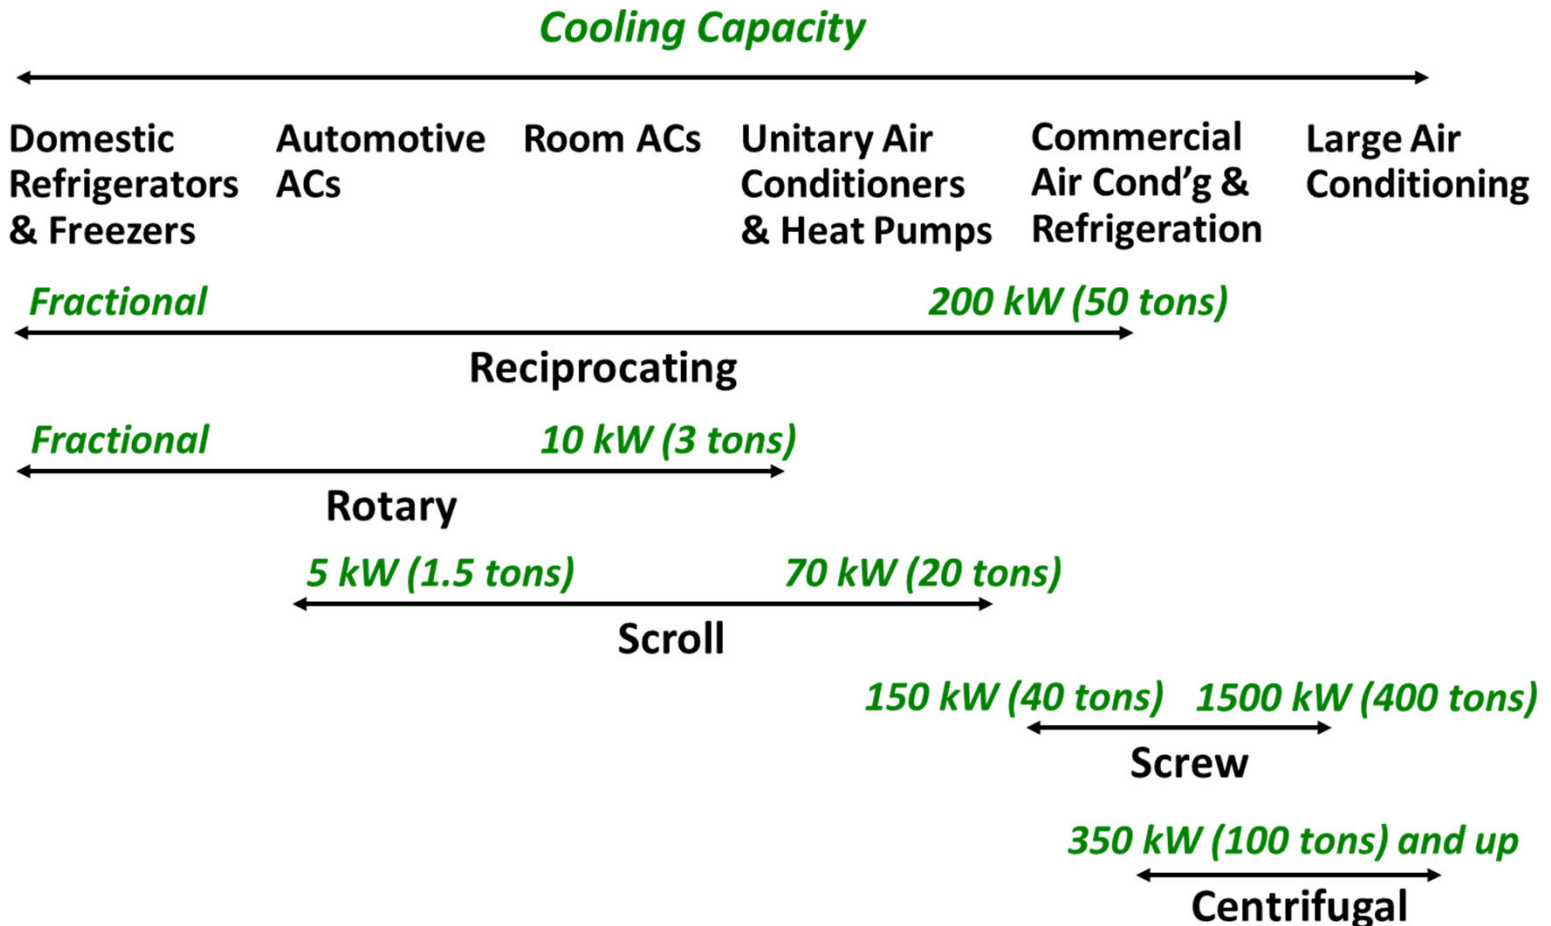 Cooling Capacity
Domestic
Refrigerators
& Freezers
Automotive
ACs
Room ACs
Unitary Air
Conditioners
& Heat Pumps
Commercial
Air Cond’g &
Refrigeration
Large Air
Conditioning
Fractional
200 kW (50 tons)
Reciprocating
Fractional
10 kW (3 tons)
Rotary
5 kW (1.5 tons)
70 kW (20 tons)
Scroll
150 kW (40 tons)
1500 kW (400 tons)
Screw
350 kW (100 tons) and up
Centrifugal